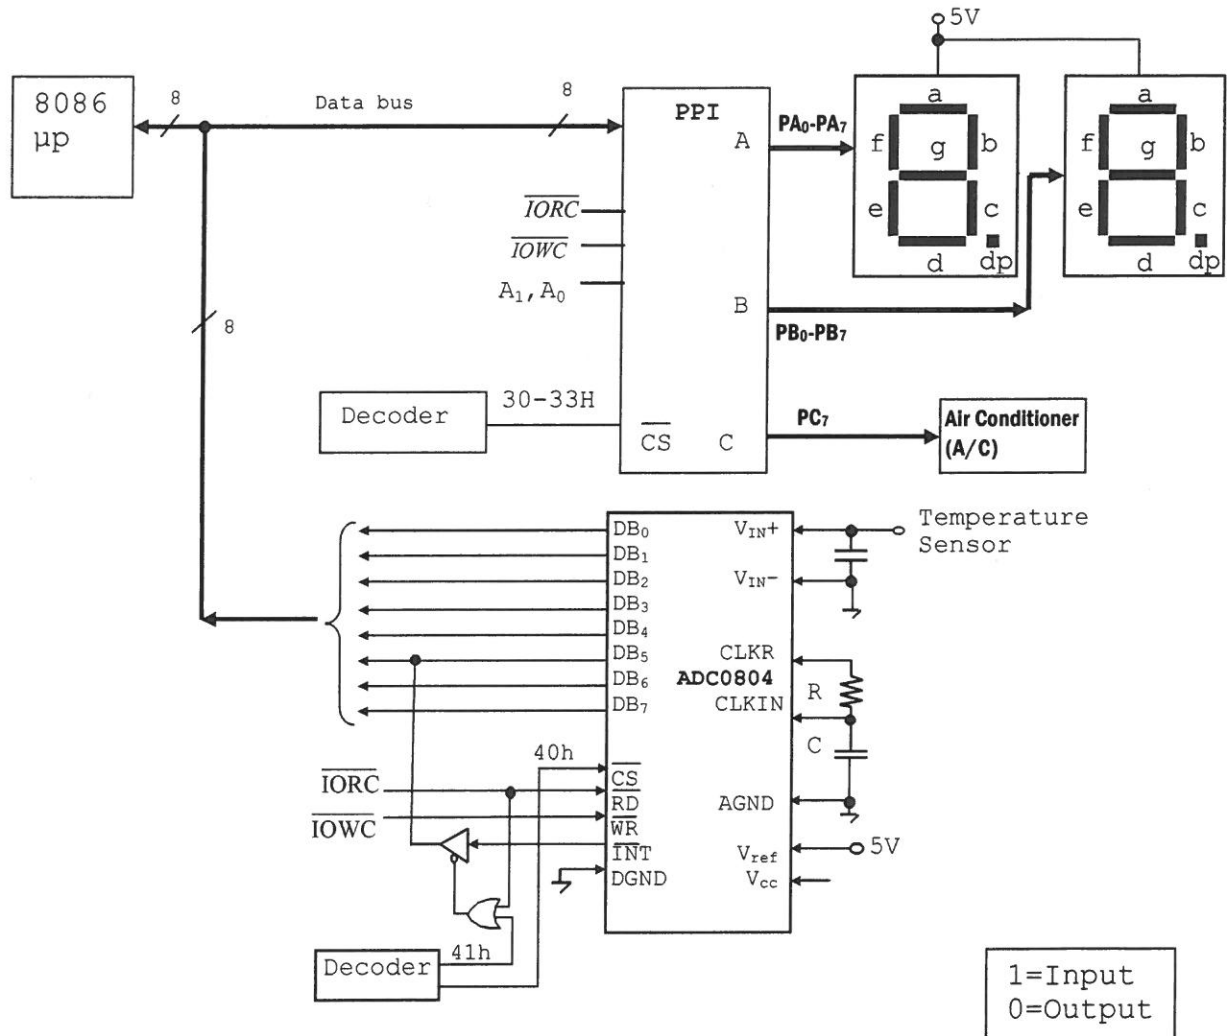 5V
8086
μp
8
Data bus
8
PPI
A
PA₀-PA₇
a
f
g
b
e
c
d
dp
a
f
g
b
e
c
d
dp
IORC
IOWC
A₁, A₀
8
B
PB₀-PB₇
Decoder
30-33H
CS
C
PC₇
Air Conditioner
(A/C)
DB₀
DB₁
DB₂
DB₃
DB₄
DB₅
DB₆
DB₇
VIN+
VIN-
Temperature
Sensor
CLKR
ADC0804
CLKIN
R
C
40h
IORC
IOWC
CS
RD
WR
INT
DGND
AGND
Vref
Vcc
5V
41h
Decoder
1=Input
0=Output